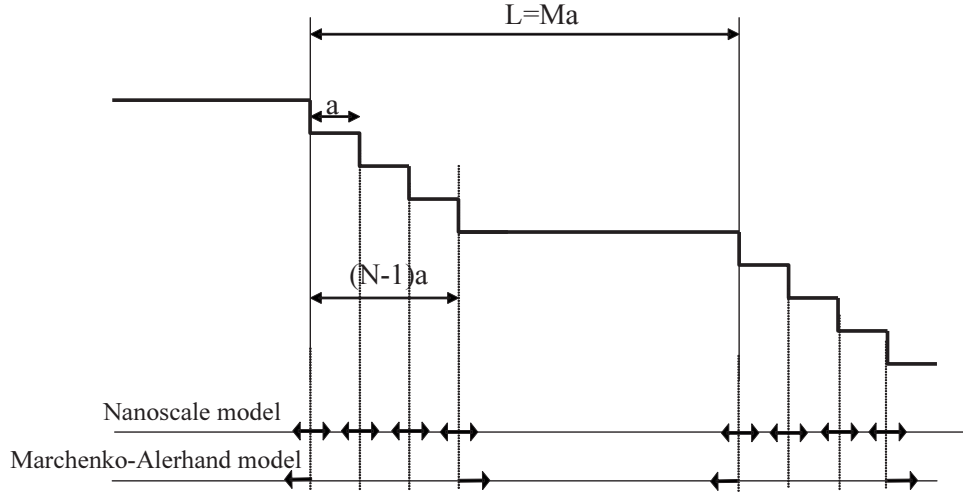 L=Ma
a
(N-1)a
Nanoscale model
Marchenko-Alerhand model